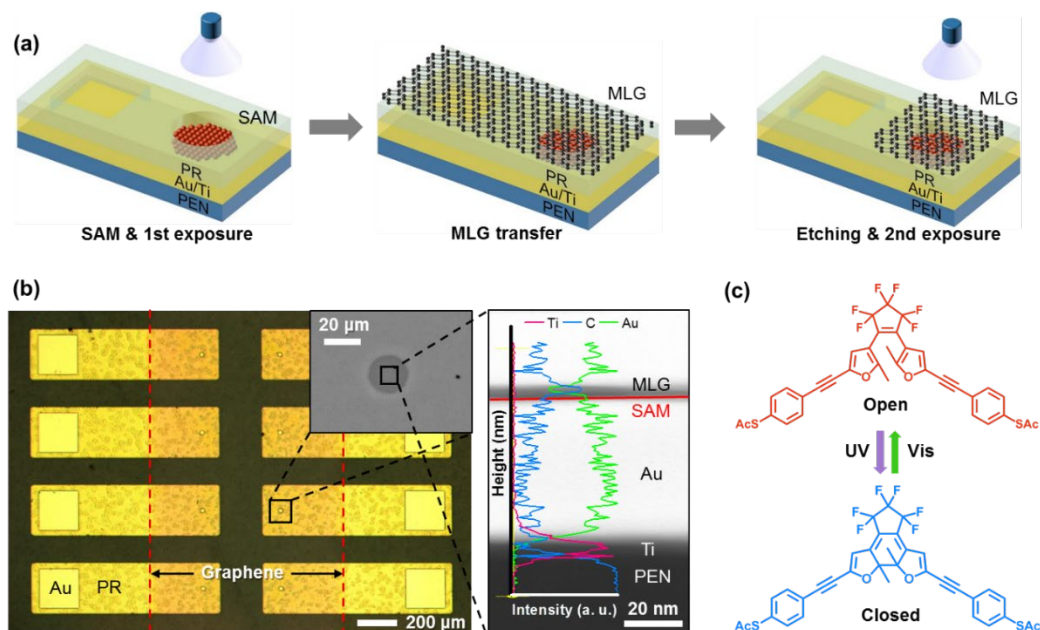 (a)
SAM
PR
Au/Ti
PEN
SAM & 1st exposure
MLG
PR
Au/Ti
PEN
MLG transfer
MLG
PR
Au/Ti
PEN
Etching & 2nd exposure
(b)
20 µm
Au PR
Graphene
200 µm
Ti C Au
Height (nm)
MLG
SAM
Au
Ti
PEN
Intensity (a. u.)
20 nm
(c)
F F
F F
F F
O O
AcS SAc
Open
UV Vis
F F
F F
F F
O O
AcS SAc
Closed